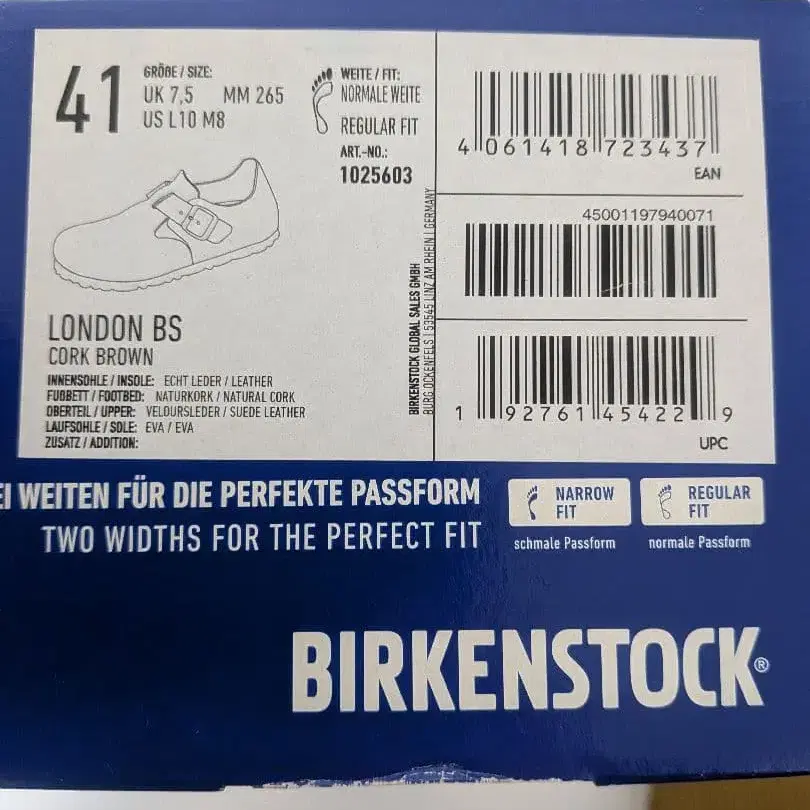 41
GRÖßE / SIZE:
UK 7,5 MM 265
US L10 M8
WEITE / FIT:
NORMALE WEITE
REGULAR FIT
ART.-NO.:
1025603
LONDON BS
CORK BROWN
INNENSOHLE / INSOLE: ECHT LEDER / LEATHER
FUßBETT / FOOTBED: NATURKORK / NATURAL CORK
OBERTEIL / UPPER: VELOURSLEDER / SUEDE LEATHER
LAUFSOHLE / SOLE: EVA / EVA
ZUSATZ / ADDITION:
BIRKENSTOCK GLOBAL SALES GMBH
BURG OCKENFELS | 53545 LINZ AM RHEIN | GERMANY
4 061418 723437
EAN
45001197940071
1 92761 45422 9
UPC
EI WEITEN FÜR DIE PERFEKTE PASSFORM
TWO WIDTHS FOR THE PERFECT FIT
NARROW
FIT
schmale Passform
REGULAR
FIT
normale Passform
BIRKENSTOCK®